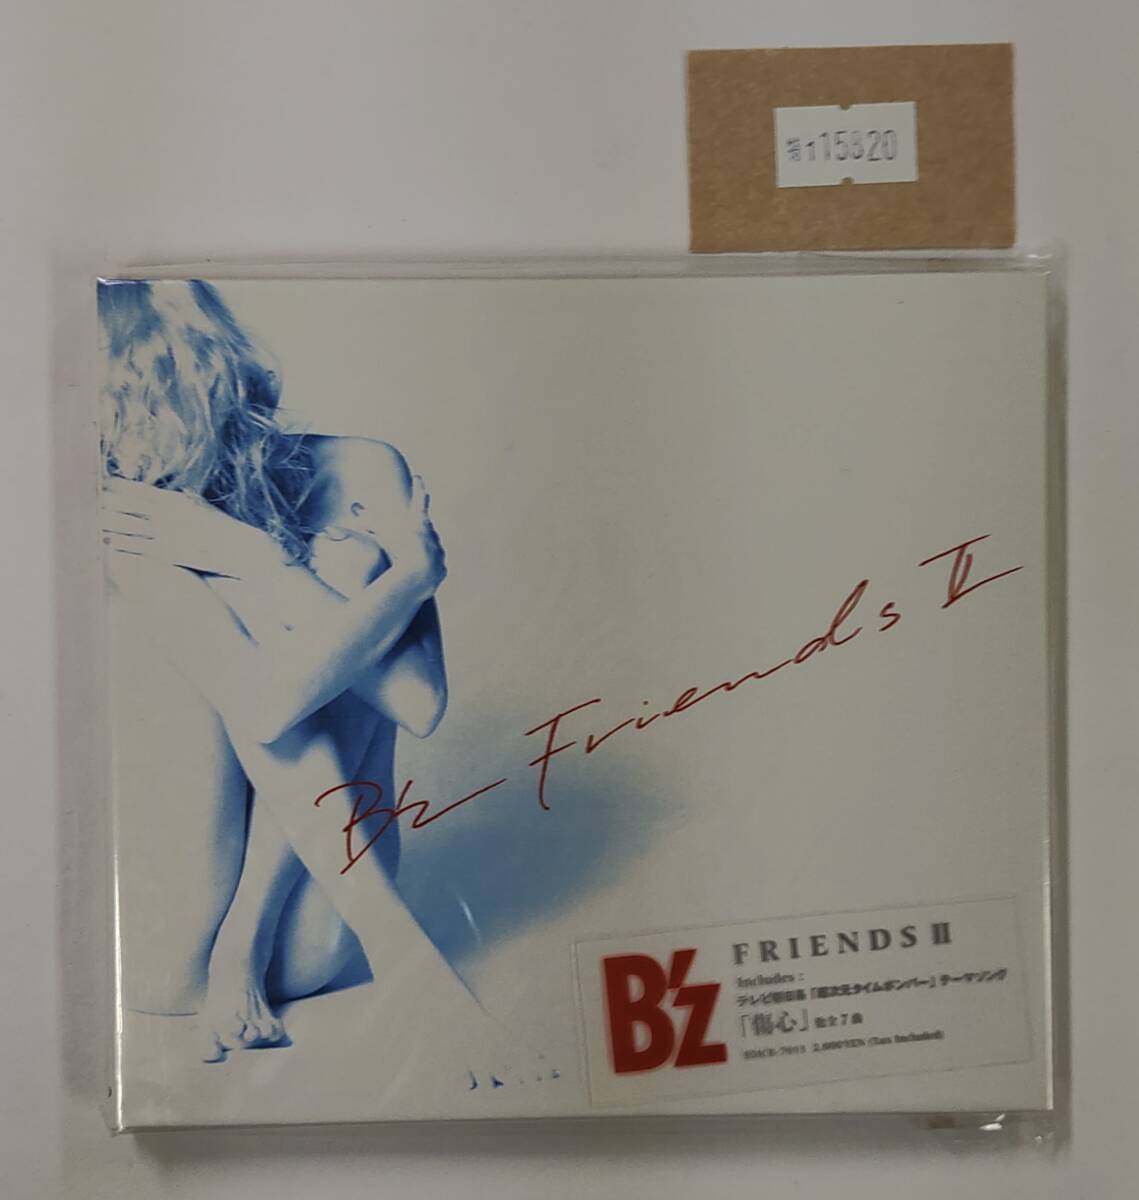 115820
B'z Friends II
B'z
FRIENDS II
Includes :
テレビ朝日系「超次元タイムボンバー」テーマソング
「傷心」他全7曲
BMCR-7011 2,000YEN (Tax Included)